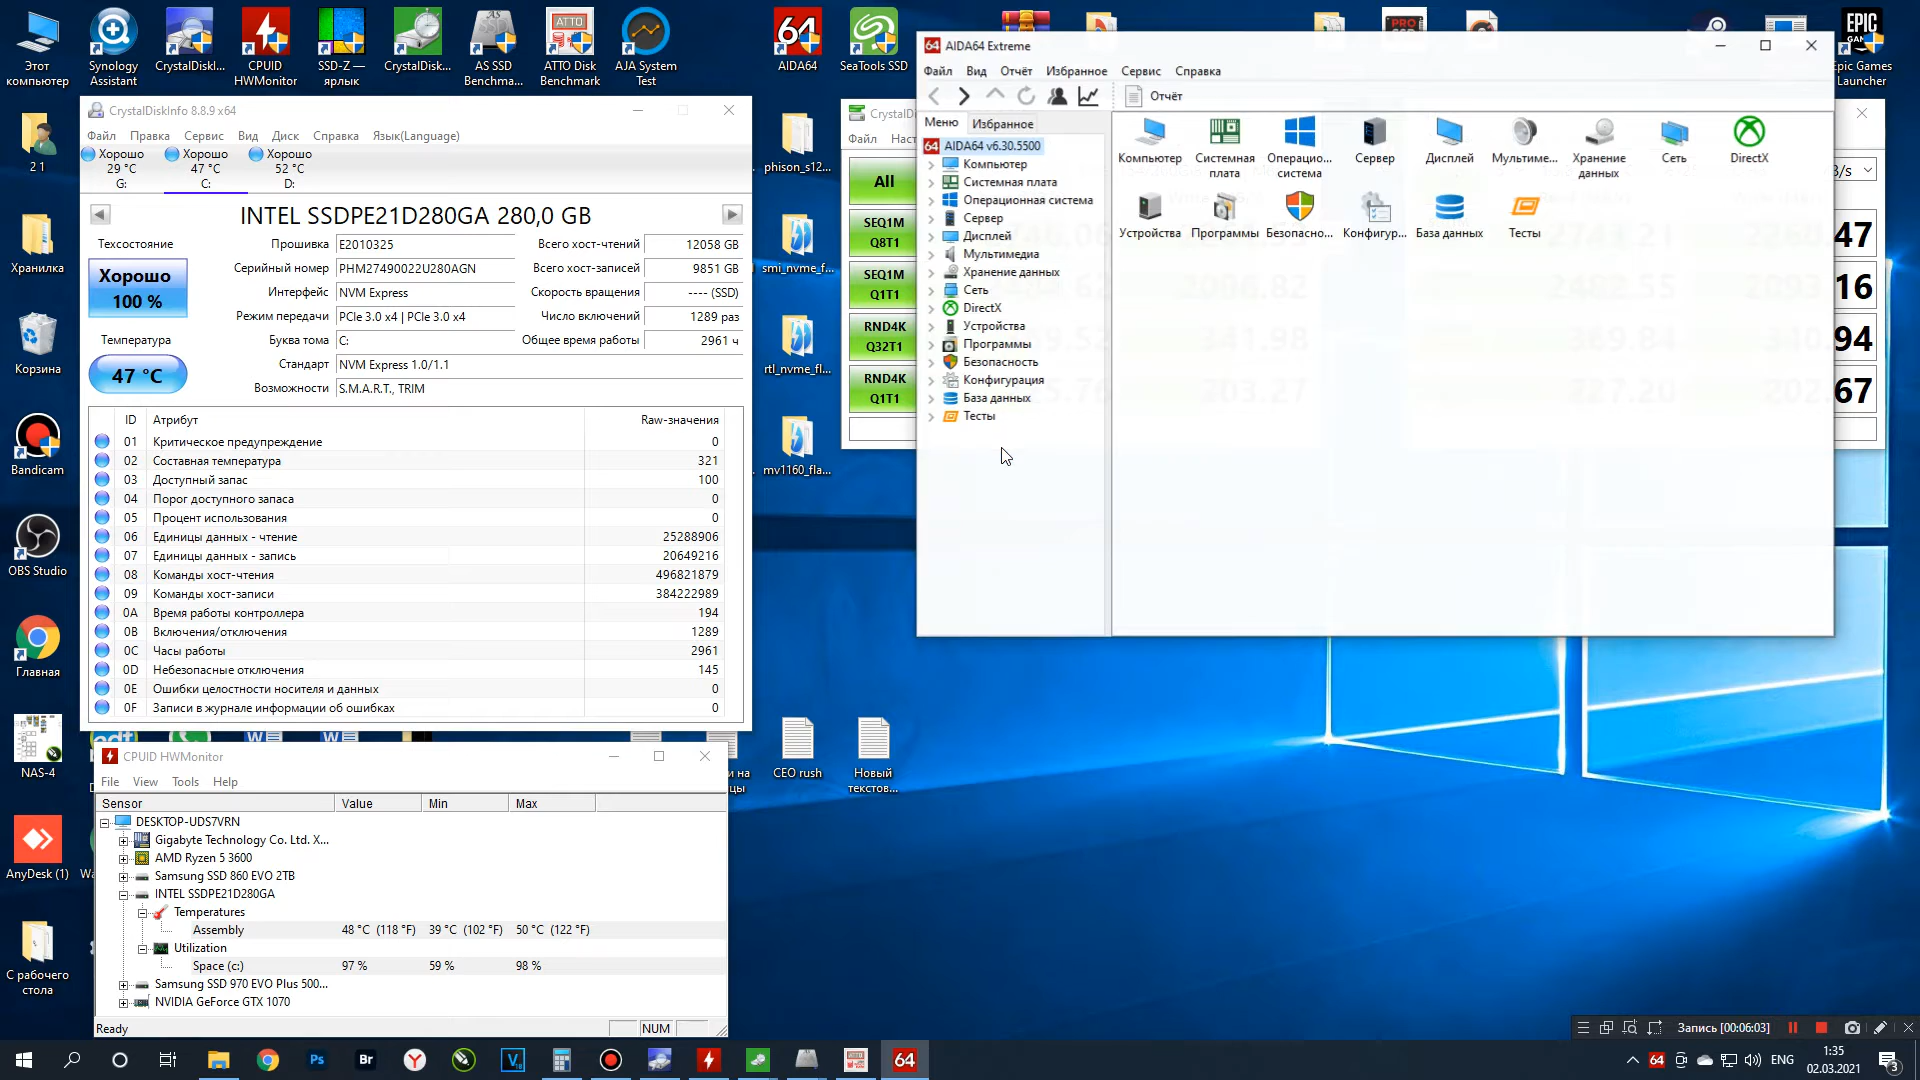 Этот
компьютер
Synology
Assistant
CrystalDiskI...
CPUID
HWMonitor
SSD-Z —
ярлык
CrystalDisk...
AS SSD
Benchma...
ATTO Disk
Benchmark
AJA System
Test
AIDA64
SeaTools SSD
Epic Games
Launcher
2 1
Хранилка
Корзина
Bandicam
OBS Studio
Главная
NAS-4
AnyDesk (1)
С рабочего
стола
phison_s12...
smi_nvme_f...
rtl_nvme_fl...
mv1160_fla...
CEO rush
Новый
текстов...
CrystalDiskInfo 8.8.9 x64
Файл Правка Сервис Вид Диск Справка Язык(Language)
Хорошо
29 °C
G:
Хорошо
47 °C
C:
Хорошо
52 °C
D:
INTEL SSDPE21D280GA 280,0 GB
Техсостояние
Хорошо
100 %
Температура
47 °C
Прошивка E2010325
Серийный номер PHM27490022U280AGN
Интерфейс NVM Express
Режим передачи PCIe 3.0 x4 | PCIe 3.0 x4
Буква тома C:
Стандарт NVM Express 1.0/1.1
Возможности S.M.A.R.T., TRIM
Всего хост-чтений 12058 GB
Всего хост-записей 9851 GB
Скорость вращения ---- (SSD)
Число включений 1289 раз
Общее время работы 2961 ч
ID Атрибут Raw-значения
01 Критическое предупреждение 0
02 Составная температура 321
03 Доступный запас 100
04 Порог доступного запаса 0
05 Процент использования 0
06 Единицы данных - чтение 25288906
07 Единицы данных - запись 20649216
08 Команды хост-чтения 496821879
09 Команды хост-записи 384222989
0A Время работы контроллера 194
0B Включения/отключения 1289
0C Часы работы 2961
0D Небезопасные отключения 145
0E Ошибки целостности носителя и данных 0
0F Записи в журнале информации об ошибках 0
CPUID HWMonitor
File View Tools Help
Sensor Value Min Max
DESKTOP-UDS7VRN
Gigabyte Technology Co. Ltd. X...
AMD Ryzen 5 3600
Samsung SSD 860 EVO 2TB
INTEL SSDPE21D280GA
Temperatures
Assembly 48 °C (118 °F) 39 °C (102 °F) 50 °C (122 °F)
Utilization
Space (c:) 97 % 59 % 98 %
Samsung SSD 970 EVO Plus 500...
NVIDIA GeForce GTX 1070
Ready NUM
CrystalDi
Файл Наст
All
SEQ1M
Q8T1
SEQ1M
Q1T1
RND4K
Q32T1
RND4K
Q1T1
47
16
94
67
AIDA64 Extreme
Файл Вид Отчёт Избранное Сервис Справка
Отчёт
Меню Избранное
AIDA64 v6.30.5500
Компьютер
Системная плата
Операционная система
Сервер
Дисплей
Мультимедиа
Хранение данных
Сеть
DirectX
Устройства
Программы
Безопасность
Конфигурация
База данных
Тесты
Компьютер
Системная
плата
Операцио...
система
Сервер
Дисплей
Мультиме...
Хранение
данных
Сеть
DirectX
Устройства
Программы
Безопасно...
Конфигур...
База данных
Тесты
Запись [00:06:03]
ENG
1:35
02.03.2021
3